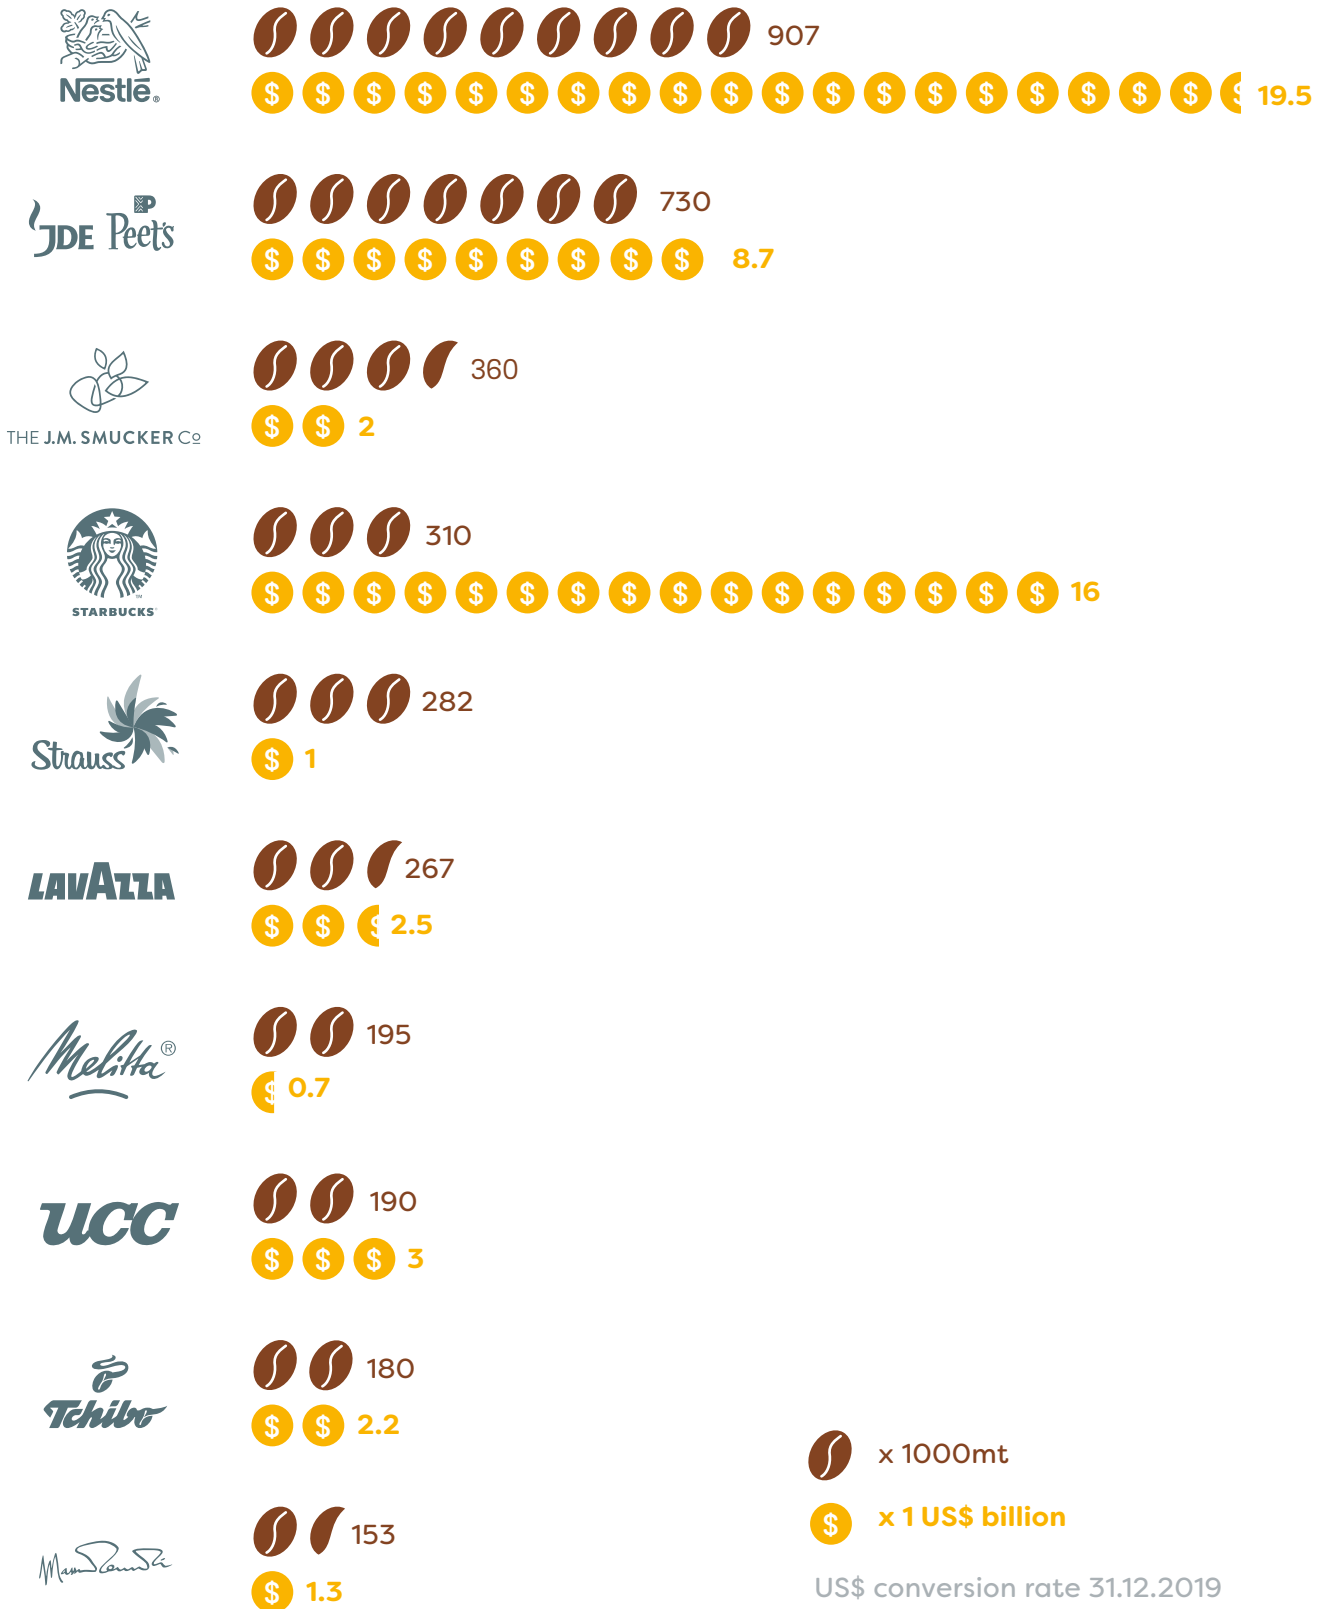 907
Nestlé®
$ $ $ $ $ $ $ $ $ $ $ $ $ $ $ $ $ $ $ $ 19.5
730
P
JDE Peet's
$ $ $ $ $ $ $ $ $ 8.7
360
$ $ 2
THE J.M. SMUCKER Co
310
$ $ $ $ $ $ $ $ $ $ $ $ $ $ $ $ 16
STARBUCKS
282
Strauss
$ 1
267
LAVAZZA
$ $ $ 2.5
195
Melitta®
$ 0.7
190
UCC
$ $ $ 3
180
Tchibo
$ $ 2.2
x 1000mt
$ x 1 US$ billion
153
$ 1.3
US$ conversion rate 31.12.2019